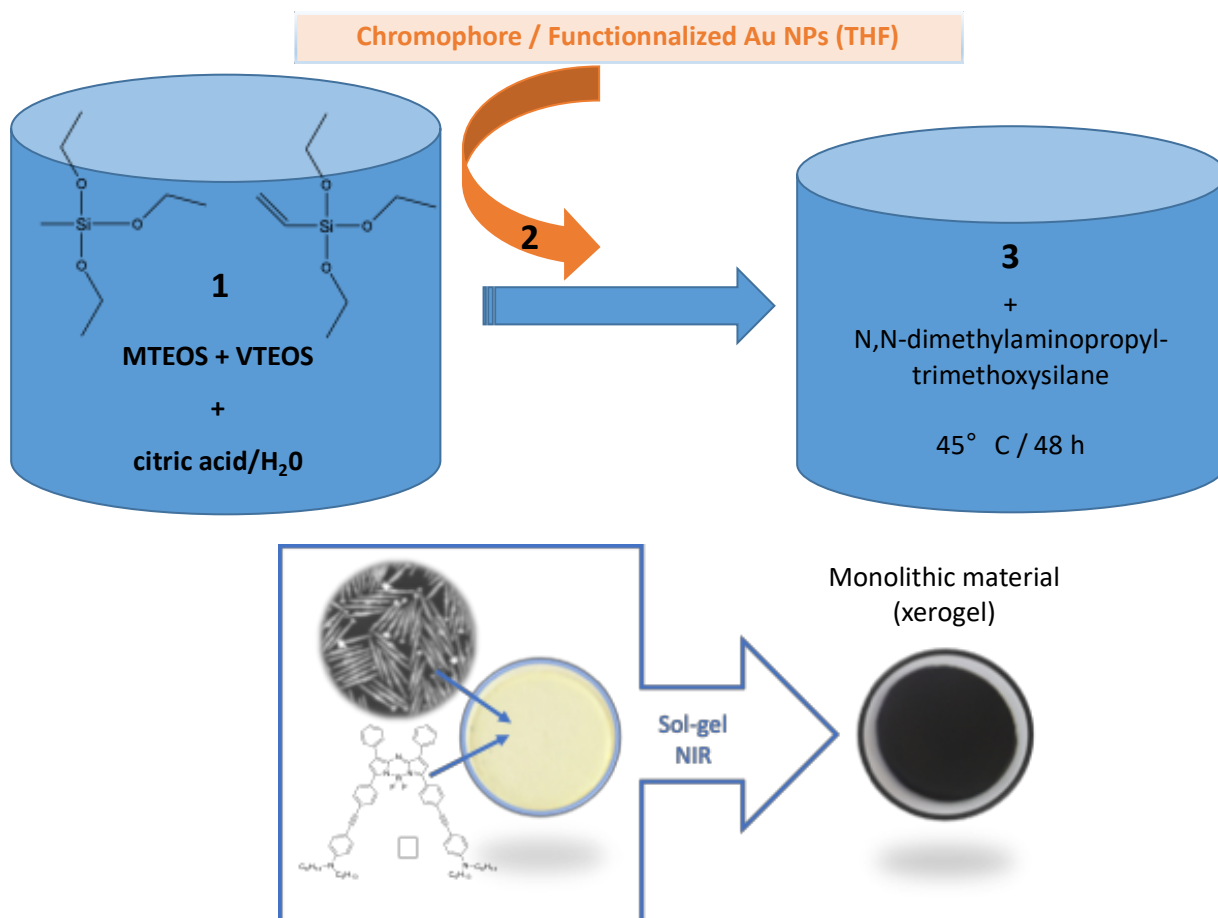 Chromophore / Functionnalized Au NPs (THF)
O
O
Si
O
O
O
Si
O
O
1
MTEOS + VTEOS
+
citric acid/H₂0
2
3
+
N,N-dimethylaminopropyl-
trimethoxysilane
45° C / 48 h
Monolithic material
(xerogel)
Sol-gel
NIR